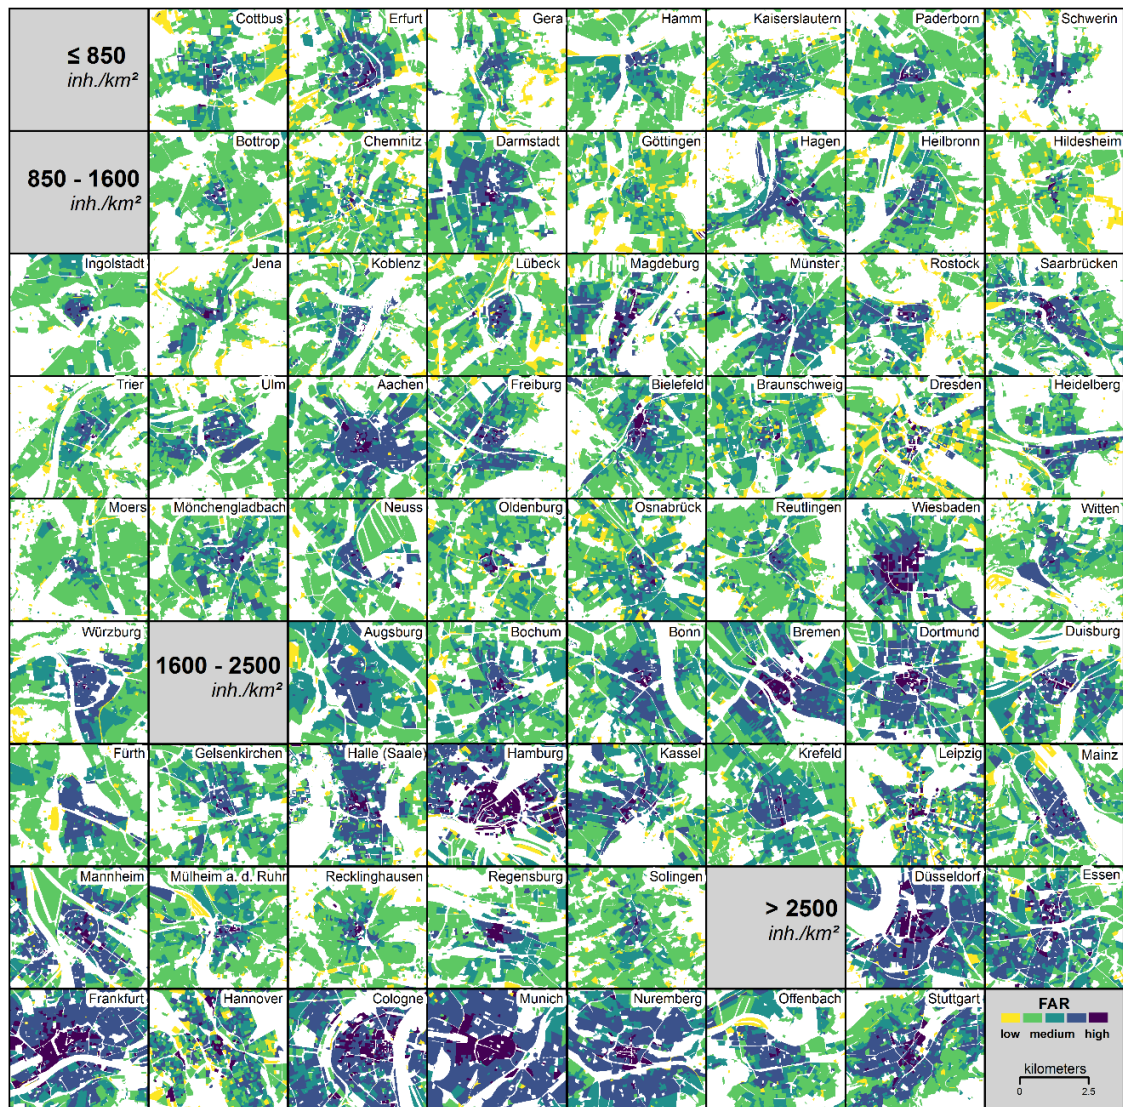 ≤ 850
inh./km²
Cottbus
Erfurt
Gera
Hamm
Kaiserslautern
Paderborn
Schwerin
850 - 1600
inh./km²
Bottrop
Chemnitz
Darmstadt
Göttingen
Hagen
Heilbronn
Hildesheim
Ingolstadt
Jena
Koblenz
Lübeck
Magdeburg
Münster
Rostock
Saarbrücken
Trier
Ulm
Aachen
Freiburg
Bielefeld
Braunschweig
Dresden
Heidelberg
Moers
Mönchengladbach
Neuss
Oldenburg
Osnabrück
Reutlingen
Wiesbaden
Witten
Würzburg
1600 - 2500
inh./km²
Augsburg
Bochum
Bonn
Bremen
Dortmund
Duisburg
Fürth
Gelsenkirchen
Halle (Saale)
Hamburg
Kassel
Krefeld
Leipzig
Mainz
Mannheim
Mülheim a. d. Ruhr
Recklinghausen
Regensburg
Solingen
> 2500
inh./km²
Düsseldorf
Essen
Frankfurt
Hannover
Cologne
Munich
Nuremberg
Offenbach
Stuttgart
FAR
low medium high
kilometers
0 2.5